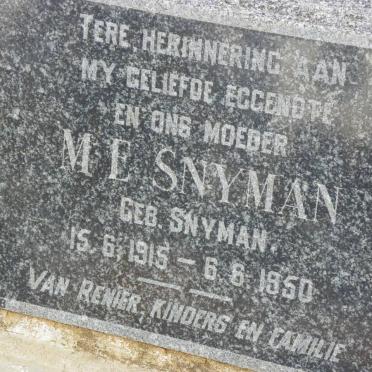 TERE HERINNERING AAN
MY GELIEFDE EGGENOTE
EN ONS MOEDER
M E SNYMAN
GEB. SNYMAN.
15.6.1915 — 6.6.1950
VAN RENIER, KINDERS EN FAMILIE